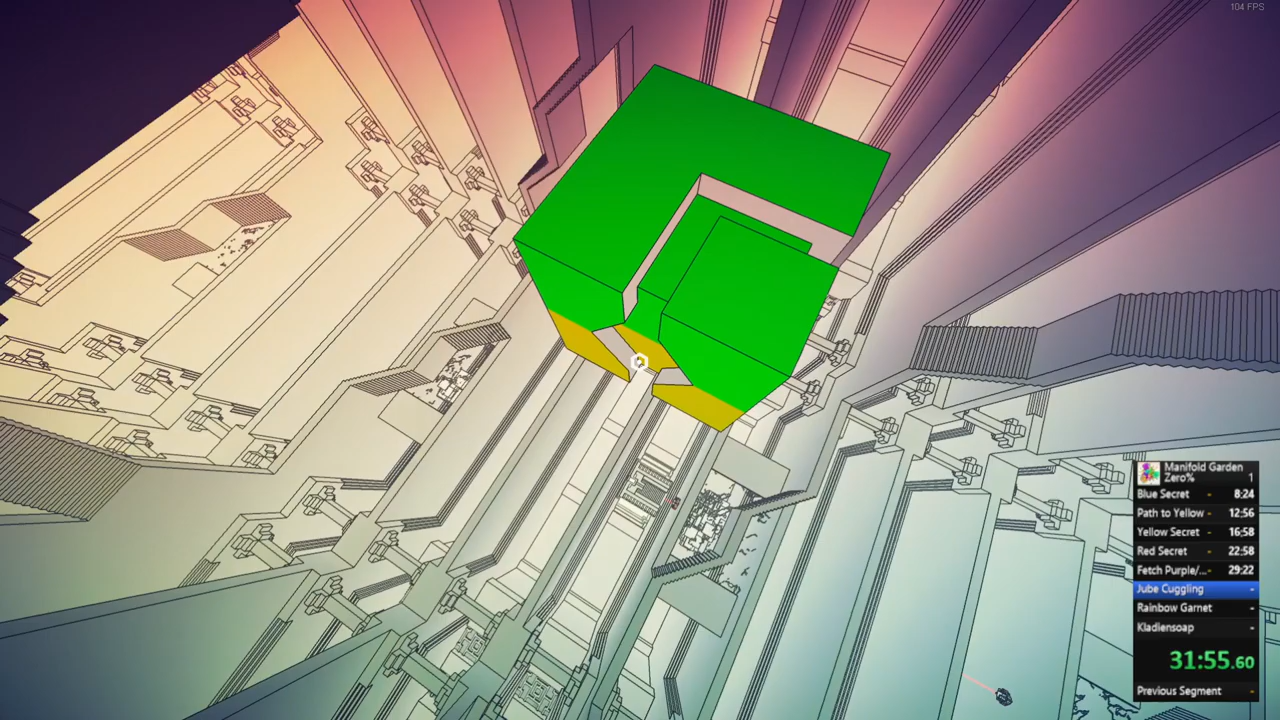 104 FPS
Manifold Garden
Zero% 1
Blue Secret - 8:24
Path to Yellow - 12:56
Yellow Secret - 16:58
Red Secret - 22:58
Fetch Purple/... - 29:22
Jube Cuggling -
Rainbow Garnet -
Kladiensoap -
31:55.60
Previous Segment -